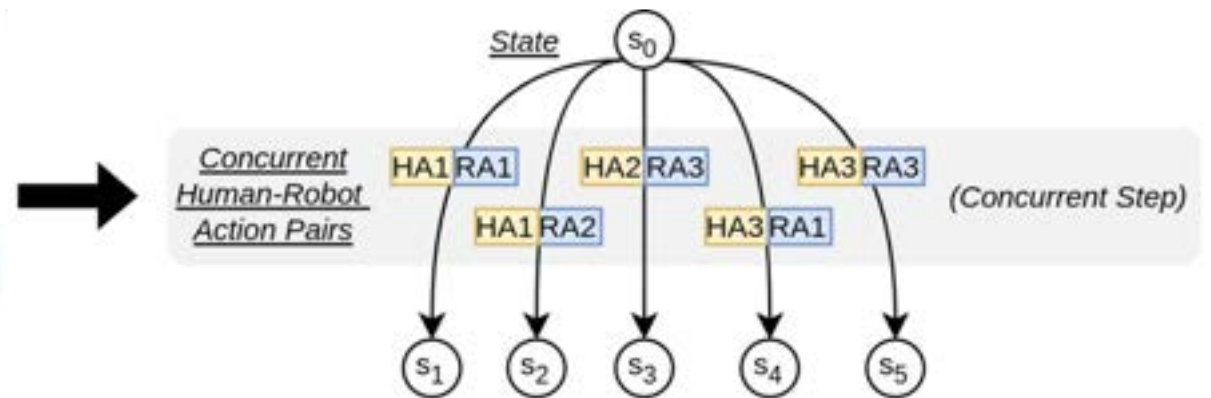 State
s0
Concurrent
Human-Robot
Action Pairs
HA1 RA1
HA2 RA3
HA3 RA3
HA1 RA2
HA3 RA1
(Concurrent Step)
s1
s2
s3
s4
s5